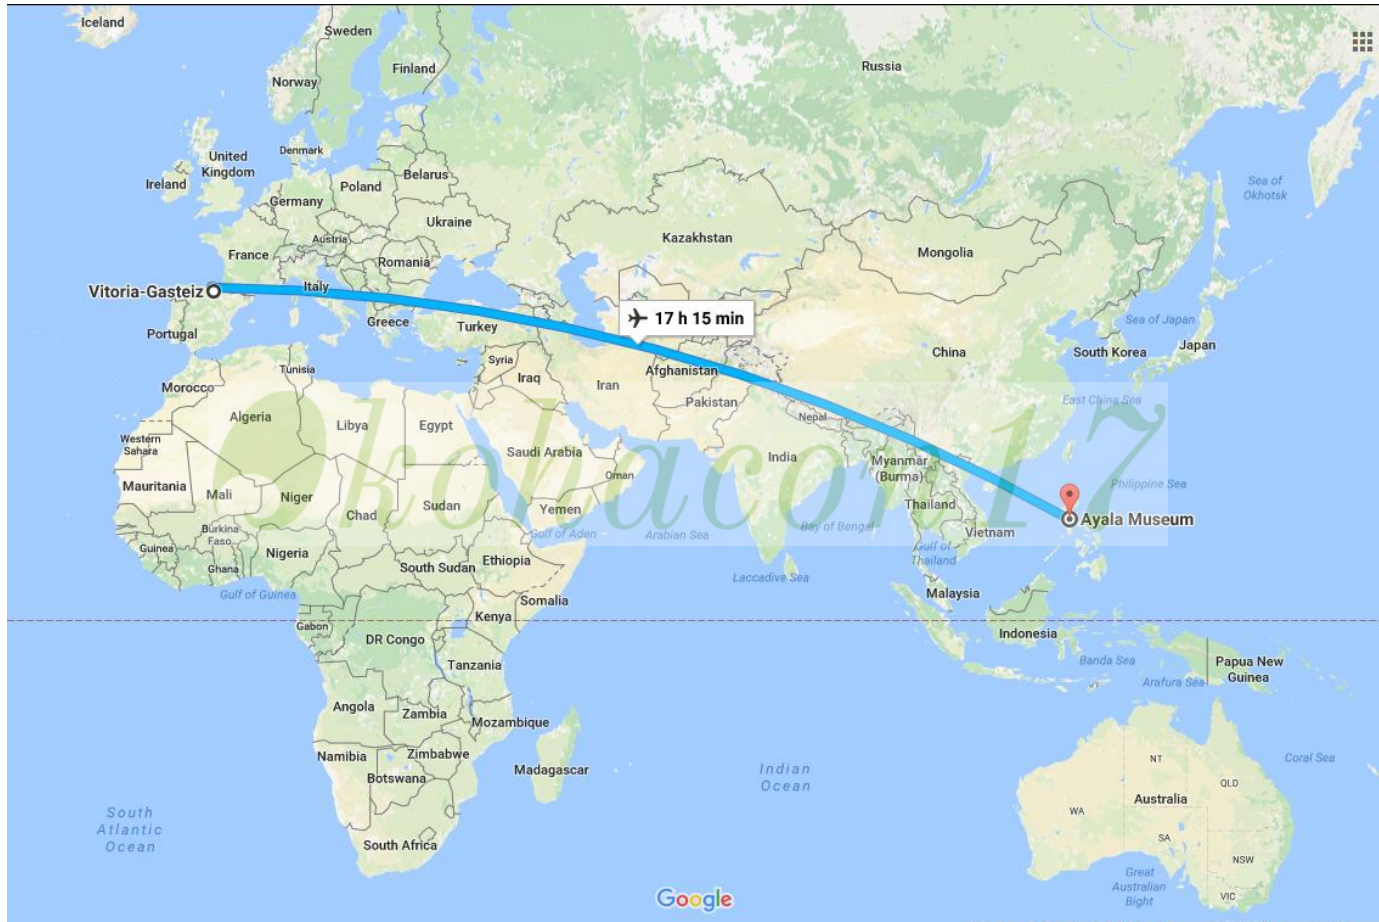 Iceland
Sweden
Finland
Norway
Russia
Denmark
United
Kingdom
Ireland
Sea of
Okhotsk
Belarus
Poland
Germany
Ukraine
Austria
France
Kazakhstan
Mongolia
Romania
Vitoria-Gasteiz
Italy
17 h 15 min
Portugal
Greece
Turkey
Sea of Japan
Japan
South Korea
China
Syria
Tunisia
Iraq
Iran
Afghanistan
Morocco
Pakistan
East China Sea
Algeria
Libya
Egypt
Nepal
Western
Sahara
Saudi Arabia
India
Myanmar
(Burma)
Oman
Mauritania
Mali
Niger
Chad
Sudan
Yemen
Thailand
Philippine Sea
kobacon17
Ayala Museum
Burkina
Faso
Guinea
Ghana
Nigeria
Gulf of Aden
Arabian Sea
Bay of Bengal
Vietnam
Gulf of
Thailand
South Sudan
Ethiopia
Laccadive Sea
Gulf of Guinea
Somalia
Malaysia
Kenya
Gabon
DR Congo
Indonesia
Tanzania
Banda Sea
Papua New
Guinea
Arafura Sea
Angola
Zambia
Mozambique
Namibia
Zimbabwe
Botswana
Madagascar
Indian
Ocean
NT
Coral Sea
QLD
Australia
WA
South
Atlantic
Ocean
SA
South Africa
NSW
Great
Australian
Bight
VIC
Google